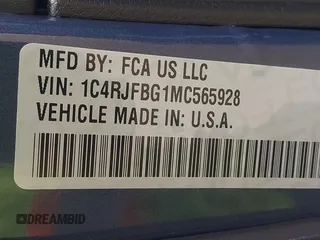 MFD BY: FCA US LLC
VIN: 1C4RJFBG1MC565928
VEHICLE MADE IN: U.S.A.
DREAMBID